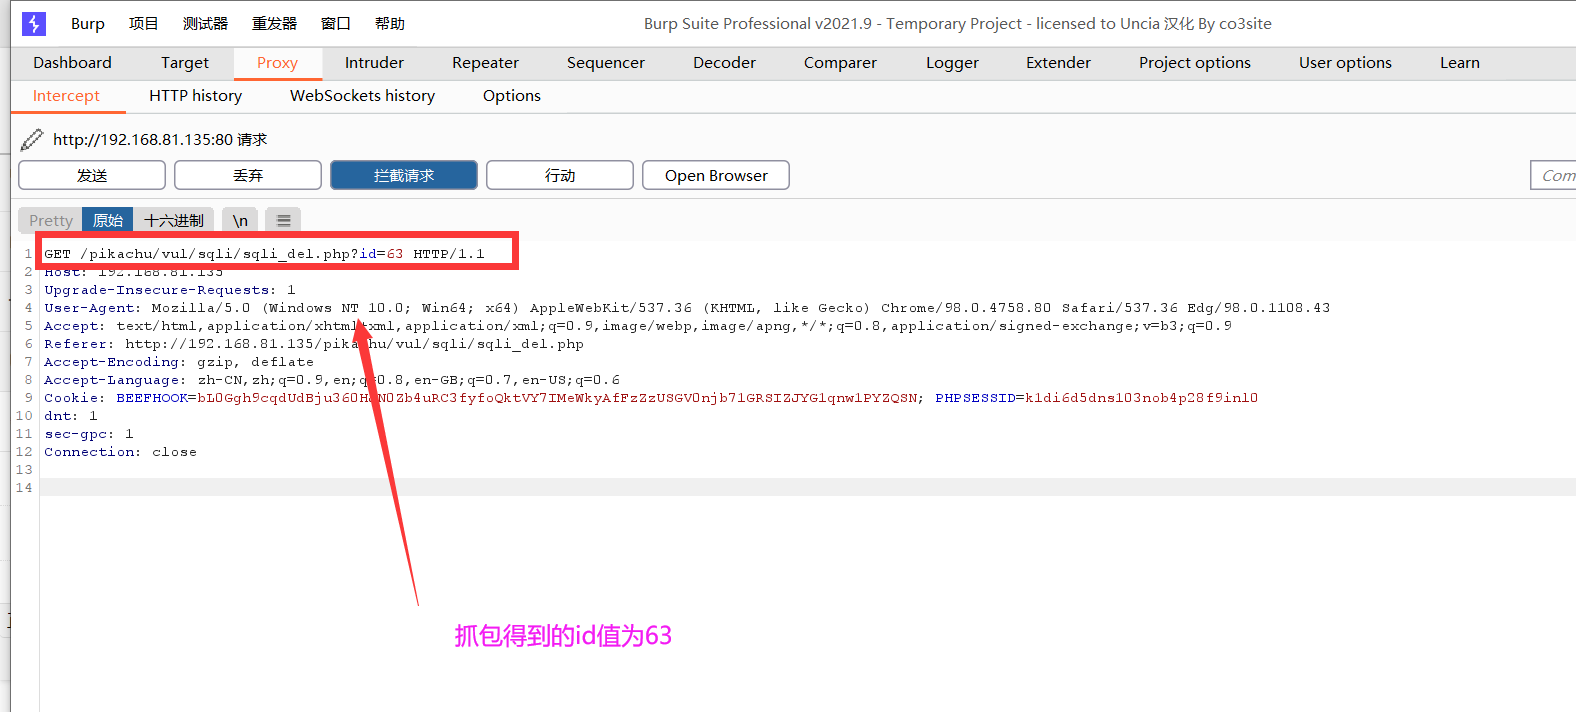 Burp 项目 测试器 重发器 窗口 帮助 Burp Suite Professional v2021.9 - Temporary Project - licensed to Uncia 汉化 By co3site
Dashboard Target Proxy Intruder Repeater Sequencer Decoder Comparer Logger Extender Project options User options Learn
Intercept HTTP history WebSockets history Options
http://192.168.81.135:80 请求
发送 丢弃 拦截请求 行动 Open Browser Com
Pretty 原始 十六进制 \n
1 GET /pikachu/vul/sqli/sqli_del.php?id=63 HTTP/1.1
2 Host: 192.168.81.135
3 Upgrade-Insecure-Requests: 1
4 User-Agent: Mozilla/5.0 (Windows NT 10.0; Win64; x64) AppleWebKit/537.36 (KHTML, like Gecko) Chrome/98.0.4758.80 Safari/537.36 Edg/98.0.1108.43
5 Accept: text/html,application/xhtml+xml,application/xml;q=0.9,image/webp,image/apng,*/*;q=0.8,application/signed-exchange;v=b3;q=0.9
6 Referer: http://192.168.81.135/pikachu/vul/sqli/sqli_del.php
7 Accept-Encoding: gzip, deflate
8 Accept-Language: zh-CN,zh;q=0.9,en;q=0.8,en-GB;q=0.7,en-US;q=0.6
9 Cookie: PHPSESSID=k1di6d5dns103nob4p28f9inl0
10 dnt: 1
11 sec-gpc: 1
12 Connection: close
13
14
抓包得到的id值为63